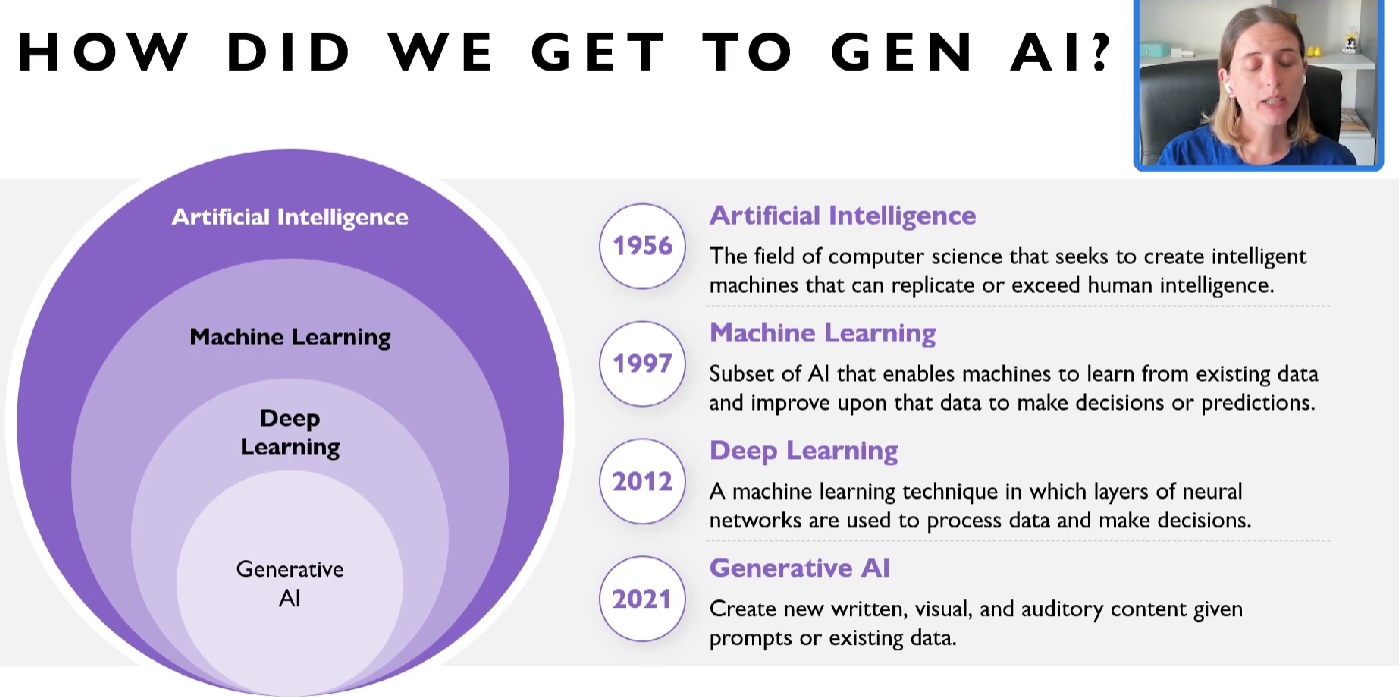 HOW DID WE GET TO GEN AI?
Artificial Intelligence
Machine Learning
Deep
Learning
Generative
AI
1956
Artificial Intelligence
The field of computer science that seeks to create intelligent
machines that can replicate or exceed human intelligence.
1997
Machine Learning
Subset of AI that enables machines to learn from existing data
and improve upon that data to make decisions or predictions.
2012
Deep Learning
A machine learning technique in which layers of neural
networks are used to process data and make decisions.
2021
Generative AI
Create new written, visual, and auditory content given
prompts or existing data.